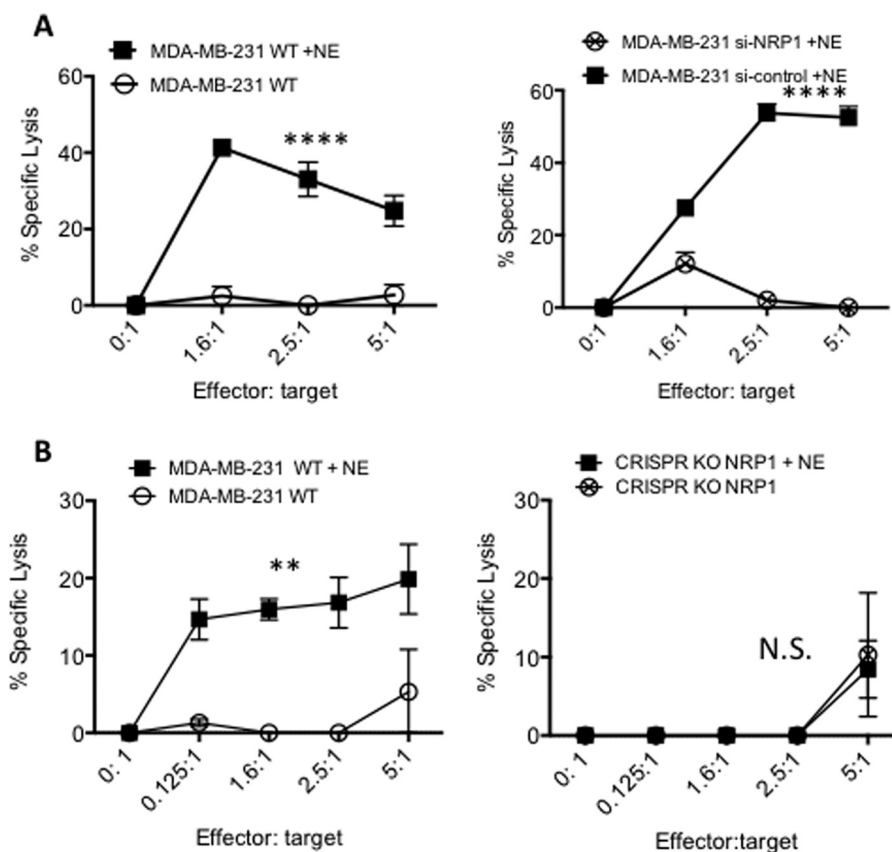 A
MDA-MB-231 WT +NE
MDA-MB-231 WT
60
40
20
0
% Specific Lysis
****
0:1
1.6:1
2.5:1
5:1
Effector: target
MDA-MB-231 si-NRP1 +NE
MDA-MB-231 si-control +NE
60
40
20
0
% Specific Lysis
****
0:1
1.6:1
2.5:1
5:1
Effector: target
B
MDA-MB-231 WT + NE
MDA-MB-231 WT
30
20
10
0
% Specific Lysis
**
0: 1
0.125:1
1.6:1
2.5:1
5:1
Effector: target
CRISPR KO NRP1 + NE
CRISPR KO NRP1
30
20
10
0
% Specific Lysis
N.S.
0: 1
0.125:1
1.6:1
2.5:1
5:1
Effector:target